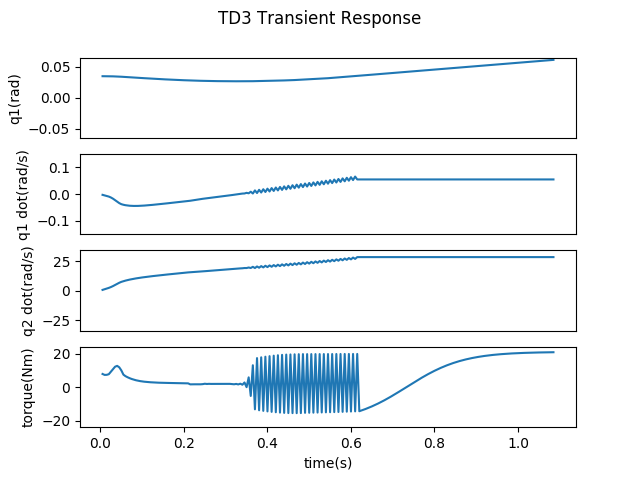 TD3 Transient Response
q1(rad)
0.05
0.00
−0.05
q1 dot(rad/s)
0.1
0.0
−0.1
q2 dot(rad/s)
25
0
−25
torque(Nm)
20
0
−20
0.0 0.2 0.4 0.6 0.8 1.0
time(s)